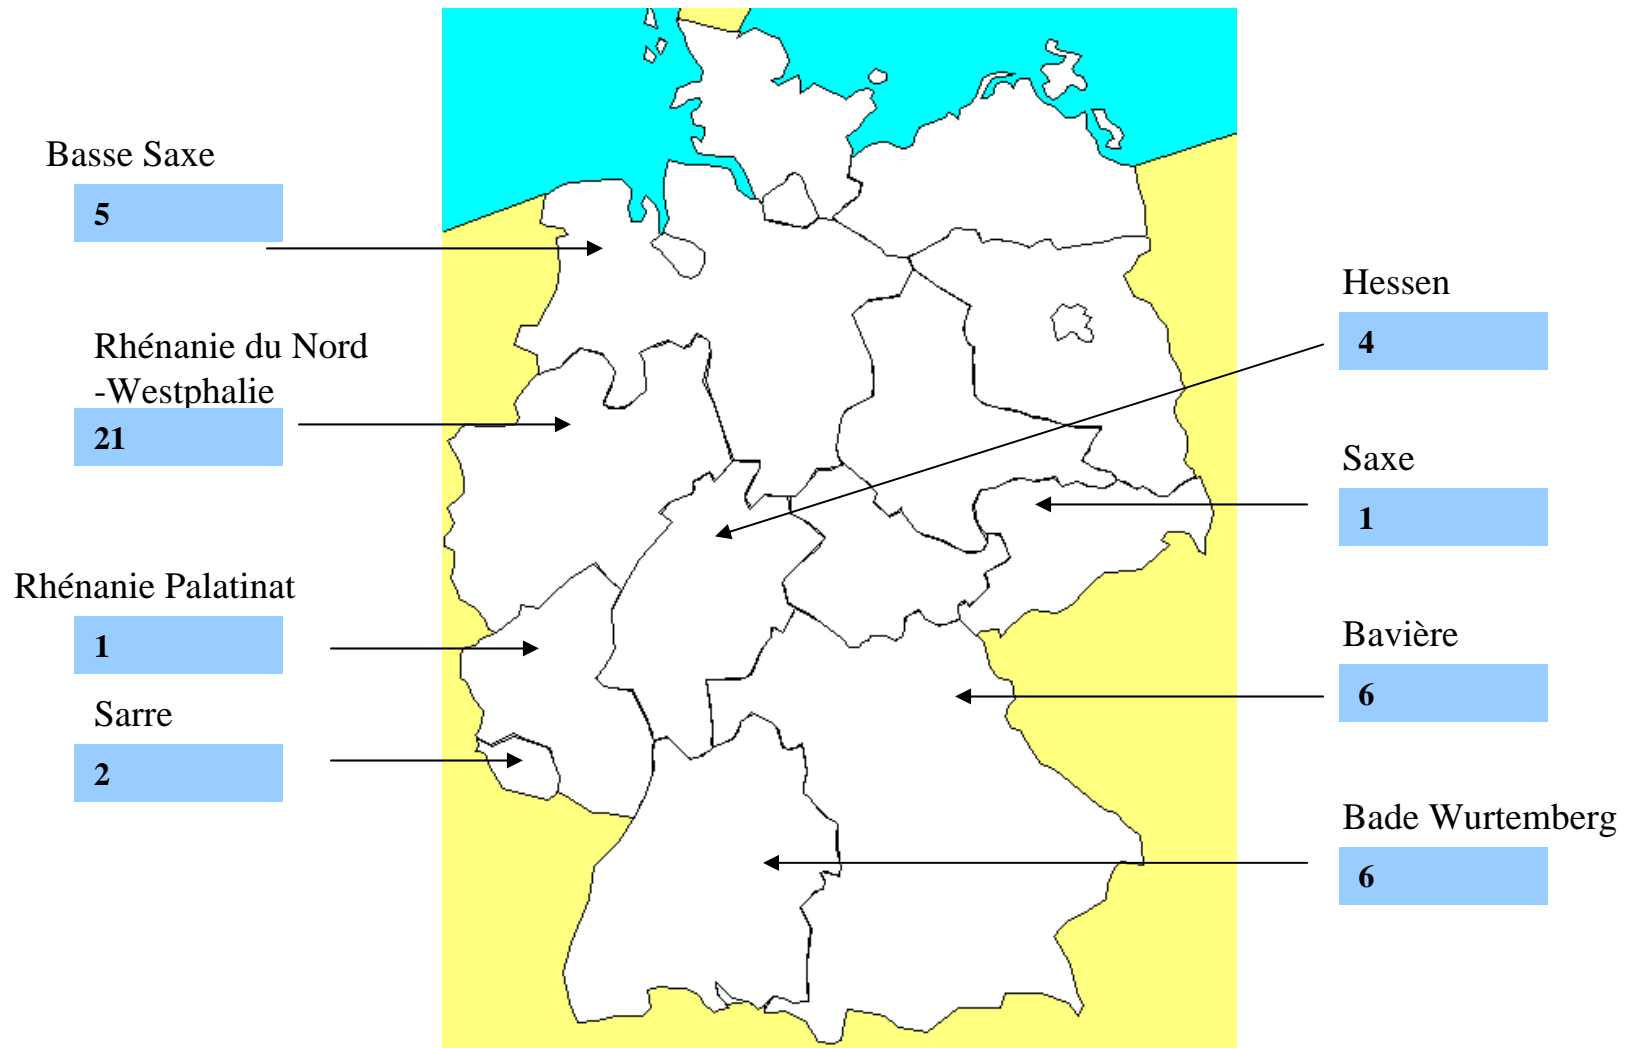 Basse Saxe
5
Rhénanie du Nord
-Westphalie
21
Rhénanie Palatinat
1
Sarre
2
Hessen
4
Saxe
1
Bavière
6
Bade Wurtemberg
6